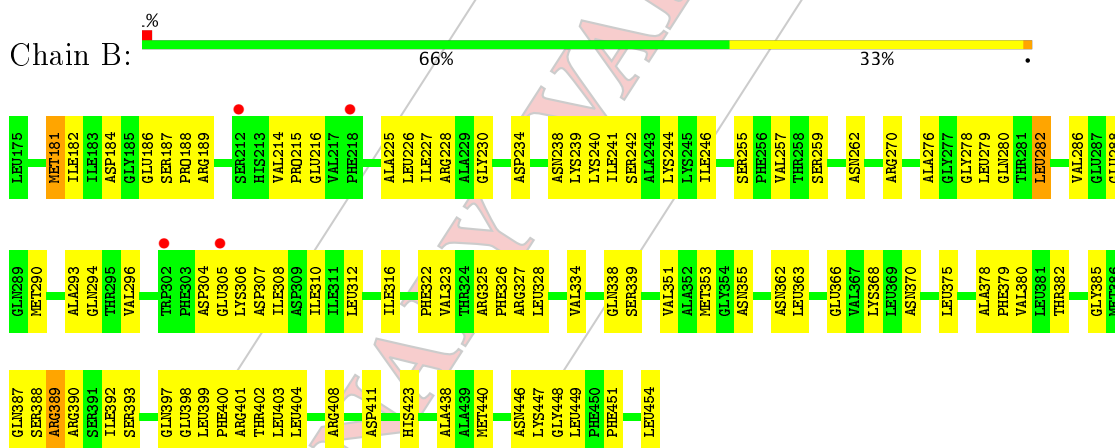 .%
Chain B:
66%
33%
LEU175 MET181 ILE182 ILE183 ASP184 GLY185 GLU186 SER187 PRO188 ARG189 SER212 HIS213 VAL214 PRO215 GLU216 VAL217 PHE218 ALA225 LEU226 ILE227 ARG228 ALA229 GLY230 ASP234 ASN238 LYS239 LYS240 ILE241 SER242 ALA243 LYS244 LYS245 ILE246 SER255 PHE256 VAL257 THR258 SER259 ASN262 ARG270 ALA276 GLY277 GLY278 LEU279 GLN280 THR281 LEU282 VAL286 GLU287
GLN289 MET290 ALA293 GLN294 THR295 VAL296 TRP302 PHE303 ASP304 GLU305 LYS306 ASP307 ILE308 ASP309 ILE310 ILE311 LEU312 ILE316 PHE322 VAL323 THR324 ARG325 PHE326 ARG327 LEU328 VAL334 GLN338 SER339 VAL351 ALA352 MET353 GLY354 ASN355 ASN362 LEU363 GLU366 VAL367 LYS368 LEU369 ASN370 LEU375 ALA378 PHE379 VAL380 LEU381 THR382 GLY385 MET386
GLN387 SER388 ARG389 ARG390 SER391 ILE392 SER393 GLN397 GLU398 LEU399 PHE400 ARG401 THR402 LEU403 LEU404 ARG408 ASP411 HIS423 ALA438 ALA439 MET440 ASN446 LYS447 GLY448 LEU449 PHE450 PHE451 LEU454